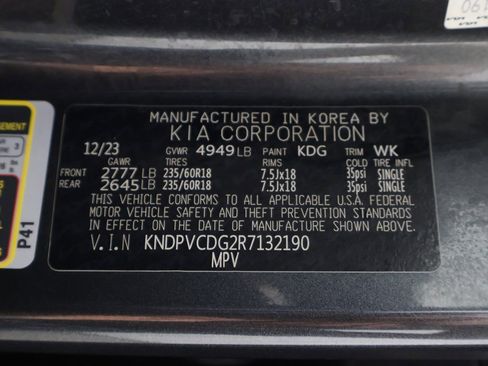 MANUFACTURED IN KOREA BY
KIA CORPORATION
12/23 GVWR 4949 LB PAINT KDG TRIM WK
GAWR TIRES RIMS COLD TIRE INFL
FRONT 2777 LB 235/60R18 7.5Jx18 35psi SINGLE
REAR 2645 LB 235/60R18 7.5Jx18 35psi SINGLE
THIS VEHICLE CONFORMS TO ALL APPLICABLE U.S.A. FEDERAL
MOTOR VEHICLE SAFETY AND THEFT PREVENTION STANDARDS
IN EFFECT ON THE DATE OF MANUFACTURE SHOWN ABOVE.
V.I.N KNDPVCDG2R7132190
MPV
P41